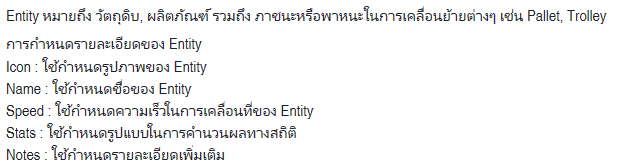 Entity หมายถึง วัตถุดิบ, ผลิตภัณฑ์ รวมถึง ภาชนะหรือพาหนะในการเคลื่อนย้ายต่างๆ เช่น Pallet, Trolley
การกำหนดรายละเอียดของ Entity
Icon : ใช้กำหนดรูปภาพของ Entity
Name : ใช้กำหนดชื่อของ Entity
Speed : ใช้กำหนดความเร็วในการเคลื่อนที่ของ Entity
Stats : ใช้กำหนดรูปแบบในการคำนวนผลทางสถิติ
Notes : ใช้กำหนดรายละเอียดเพิ่มเติม